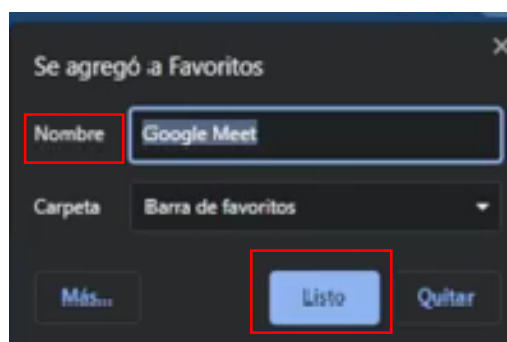 Se agregó a Favoritos
Nombre Google Meet
Carpeta Barra de favoritos
Más... Listo Quitar